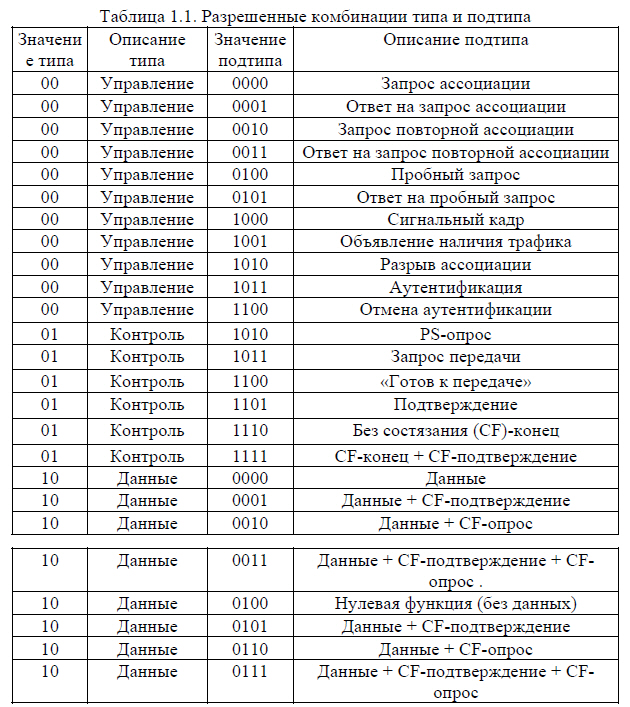 Таблица 1.1. Разрешенные комбинации типа и подтипа
Значени Описание Значение Описание подтипа
е типа типа подтипа
00 Управление 0000 Запрос ассоциации
00 Управление 0001 Ответ на запрос ассоциации
00 Управление 0010 Запрос повторной ассоциации
00 Управление 0011 Ответ на запрос повторной ассоциации
00 Управление 0100 Пробный запрос
00 Управление 0101 Ответ на пробный запрос
00 Управление 1000 Сигнальный кадр
00 Управление 1001 Объявление наличия трафика
00 Управление 1010 Разрыв ассоциации
00 Управление 1011 Аутентификация
00 Управление 1100 Отмена аутентификации
01 Контроль 1010 PS-опрос
01 Контроль 1011 Запрос передачи
01 Контроль 1100 «Готов к передаче»
01 Контроль 1101 Подтверждение
01 Контроль 1110 Без состязания (CF)-конец
01 Контроль 1111 CF-конец + CF-подтверждение
10 Данные 0000 Данные
10 Данные 0001 Данные + CF-подтверждение
10 Данные 0010 Данные + CF-опрос
10 Данные 0011 Данные + CF-подтверждение + CF-
опрос .
10 Данные 0100 Нулевая функция (без данных)
10 Данные 0101 Данные + CF-подтверждение
10 Данные 0110 Данные + CF-опрос
10 Данные 0111 Данные + CF-подтверждение + CF-
опрос